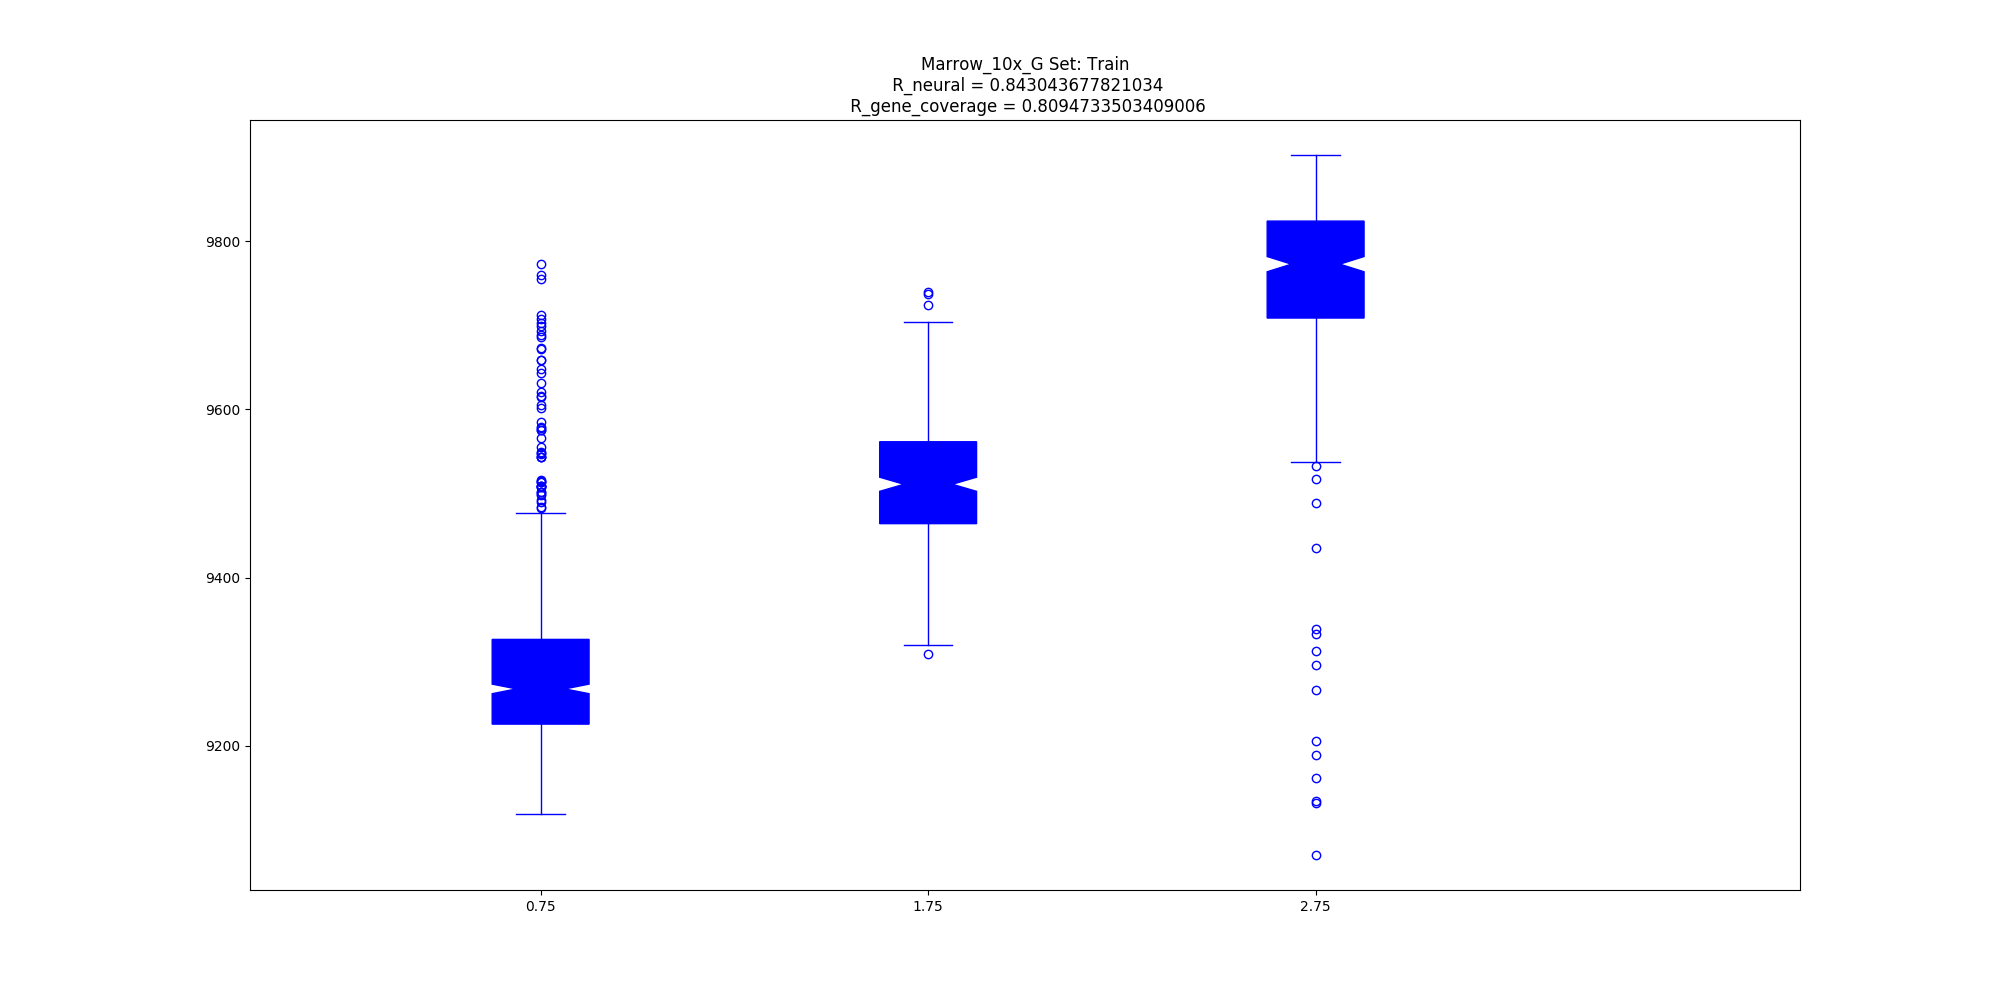 Marrow_10x_G Set: Train
R_neural = 0.843043677821034
R_gene_coverage = 0.8094733503409006
9800
9600
9400
9200
0.75
1.75
2.75